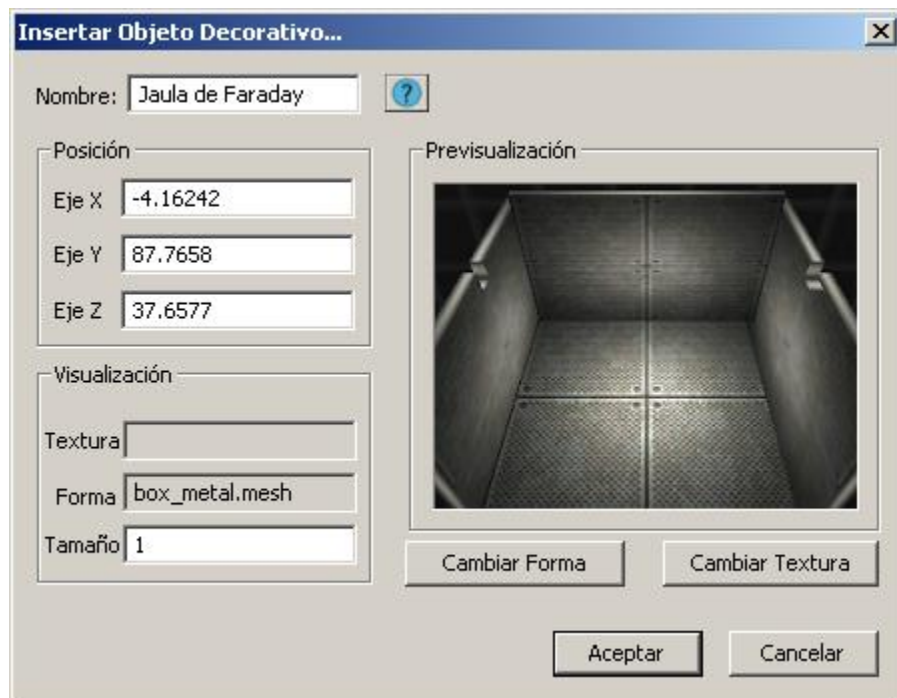 Insertar Objeto Decorativo...
Nombre: Jaula de Faraday ?
Posición
Eje X -4.16242
Eje Y 87.7658
Eje Z 37.6577
Visualización
Textura
Forma box_metal.mesh
Tamaño 1
Previsualización
Cambiar Forma Cambiar Textura
Aceptar Cancelar